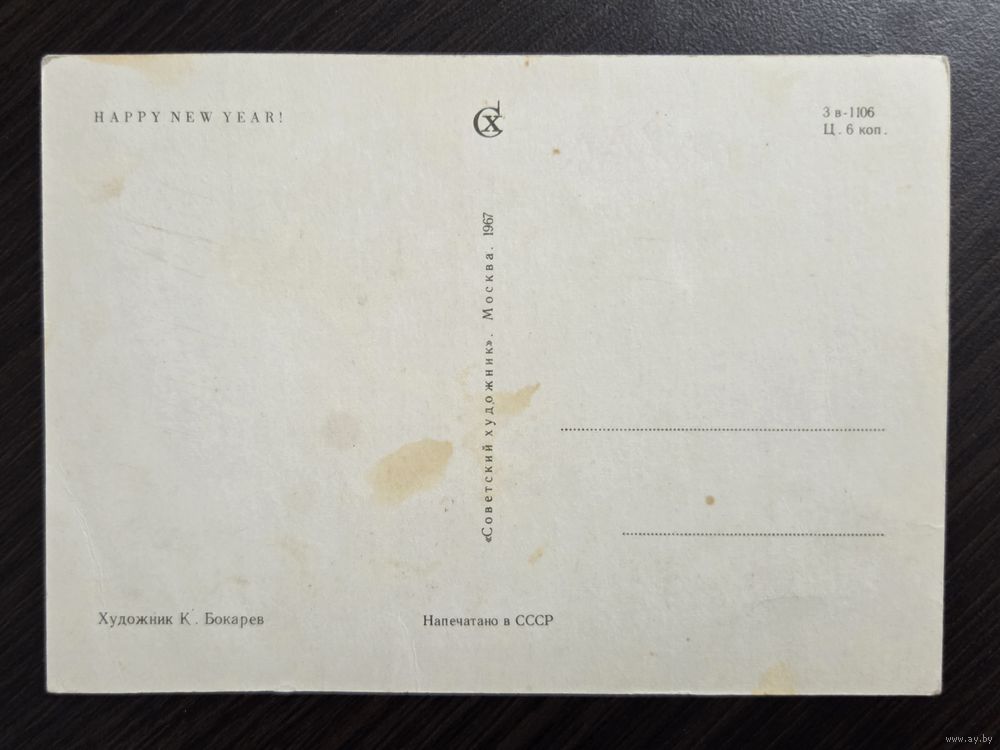 HAPPY NEW YEAR!
СХ
3 в-1106
Ц. 6 коп.
«Советский художник». Москва. 1967
Художник К. Бокарев
Напечатано в СССР
www.ay.by